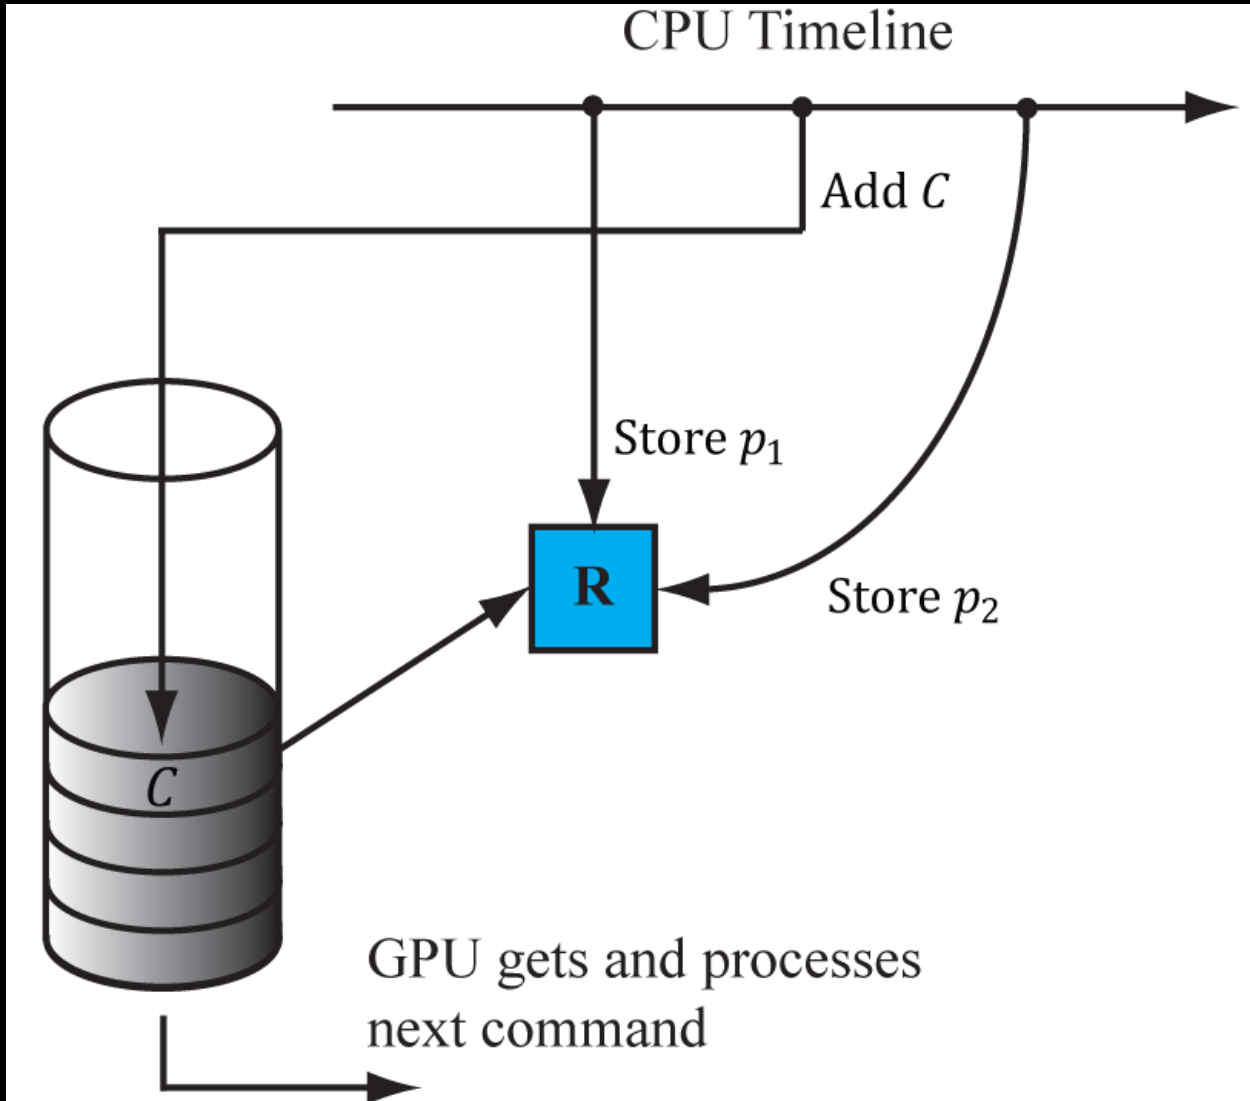 CPU Timeline
Add C
Store p₁
R
Store p₂
C
GPU gets and processes
next command